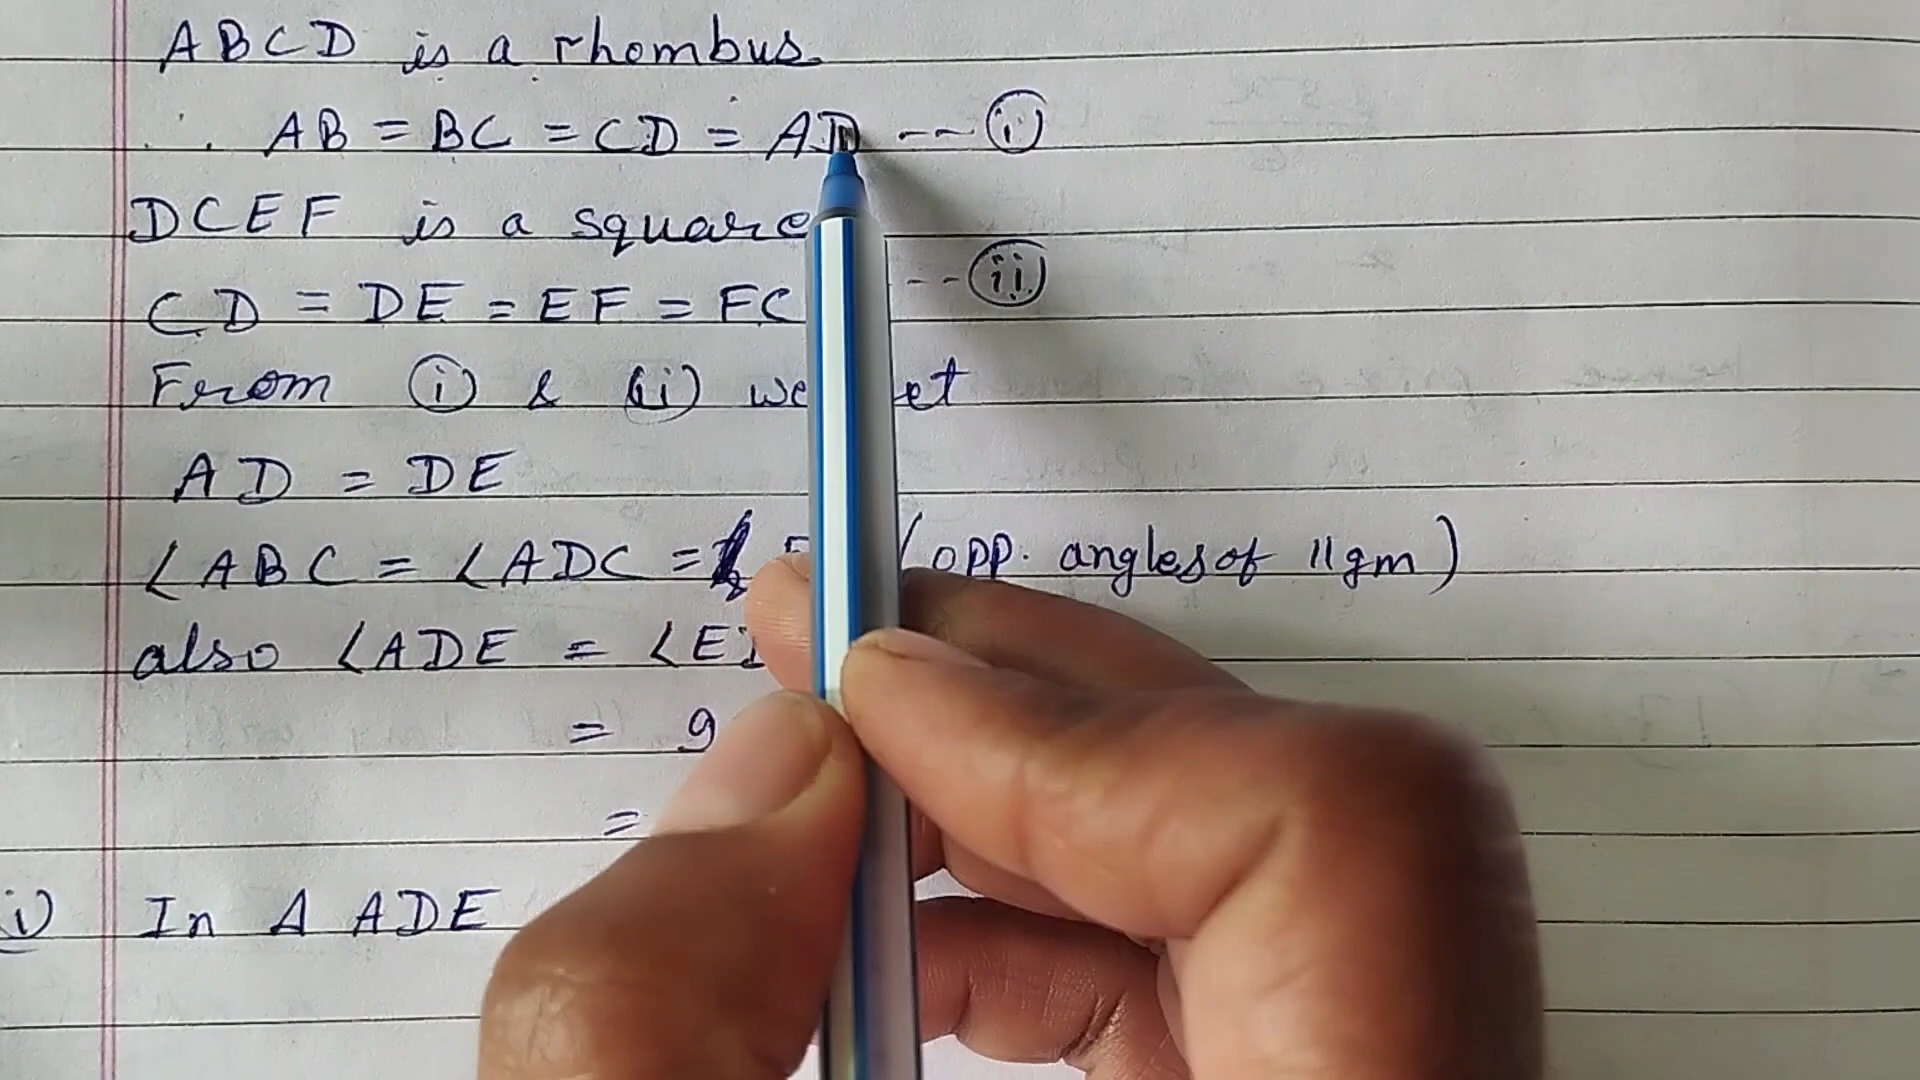 ABCD is a rhombus
∴ AB = BC = CD = AD -- (i)
DCEF is a square
CD = DE = EF = FC -- (ii)
From (i) & (ii) we
AD = DE
∠ABC = ∠ADC = (opp. angles of ||gm)
also ∠ADE =
= 9
=
i) In Δ ADE